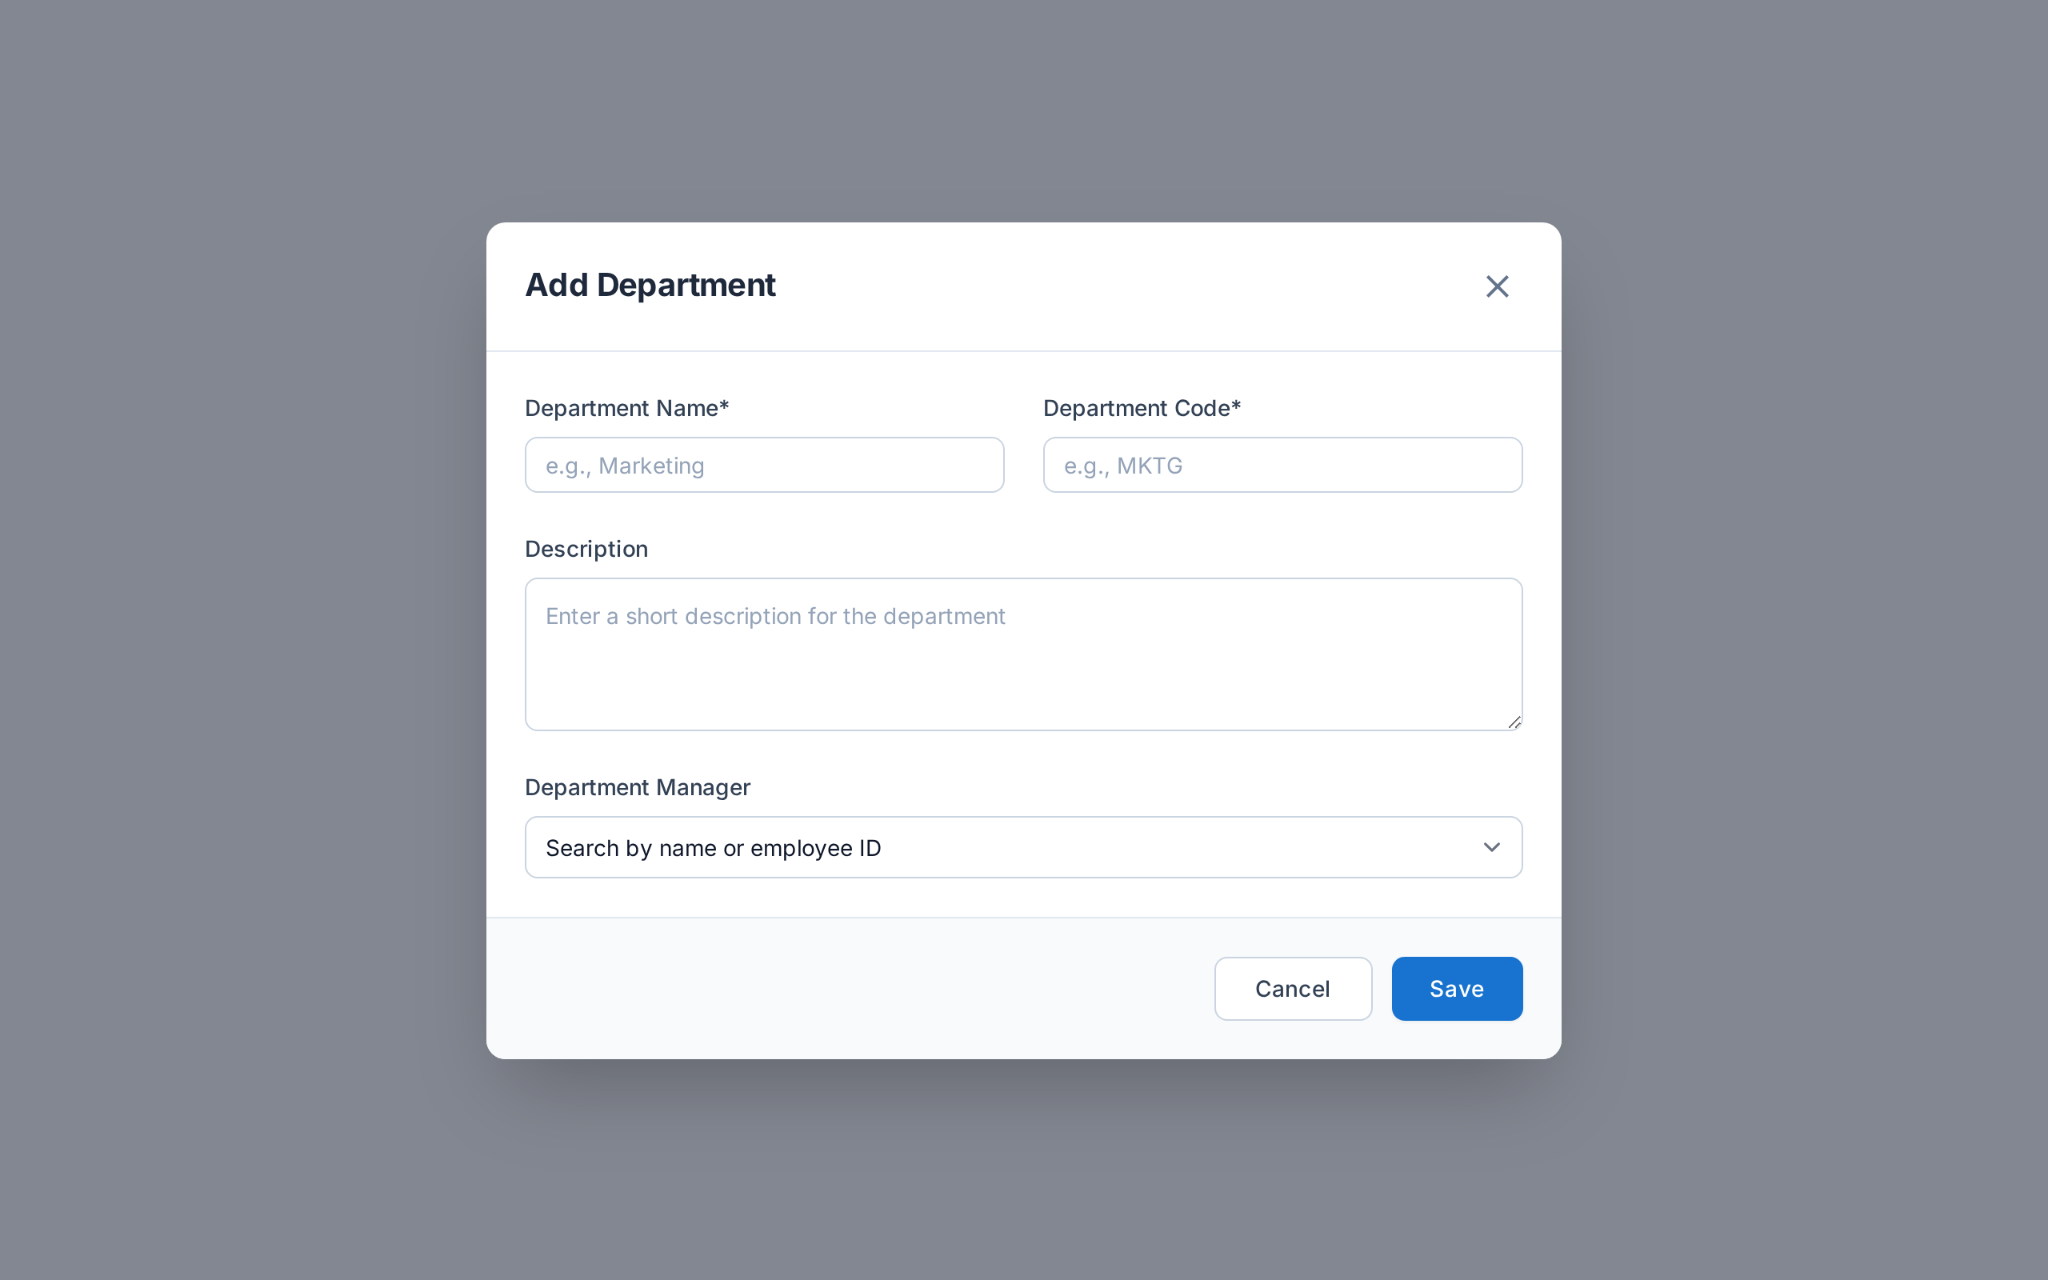 Add Department
Department Name*
Department Code*
e.g., Marketing
e.g., MKTG
Description
Enter a short description for the department
Department Manager
Search by name or employee ID
Cancel
Save